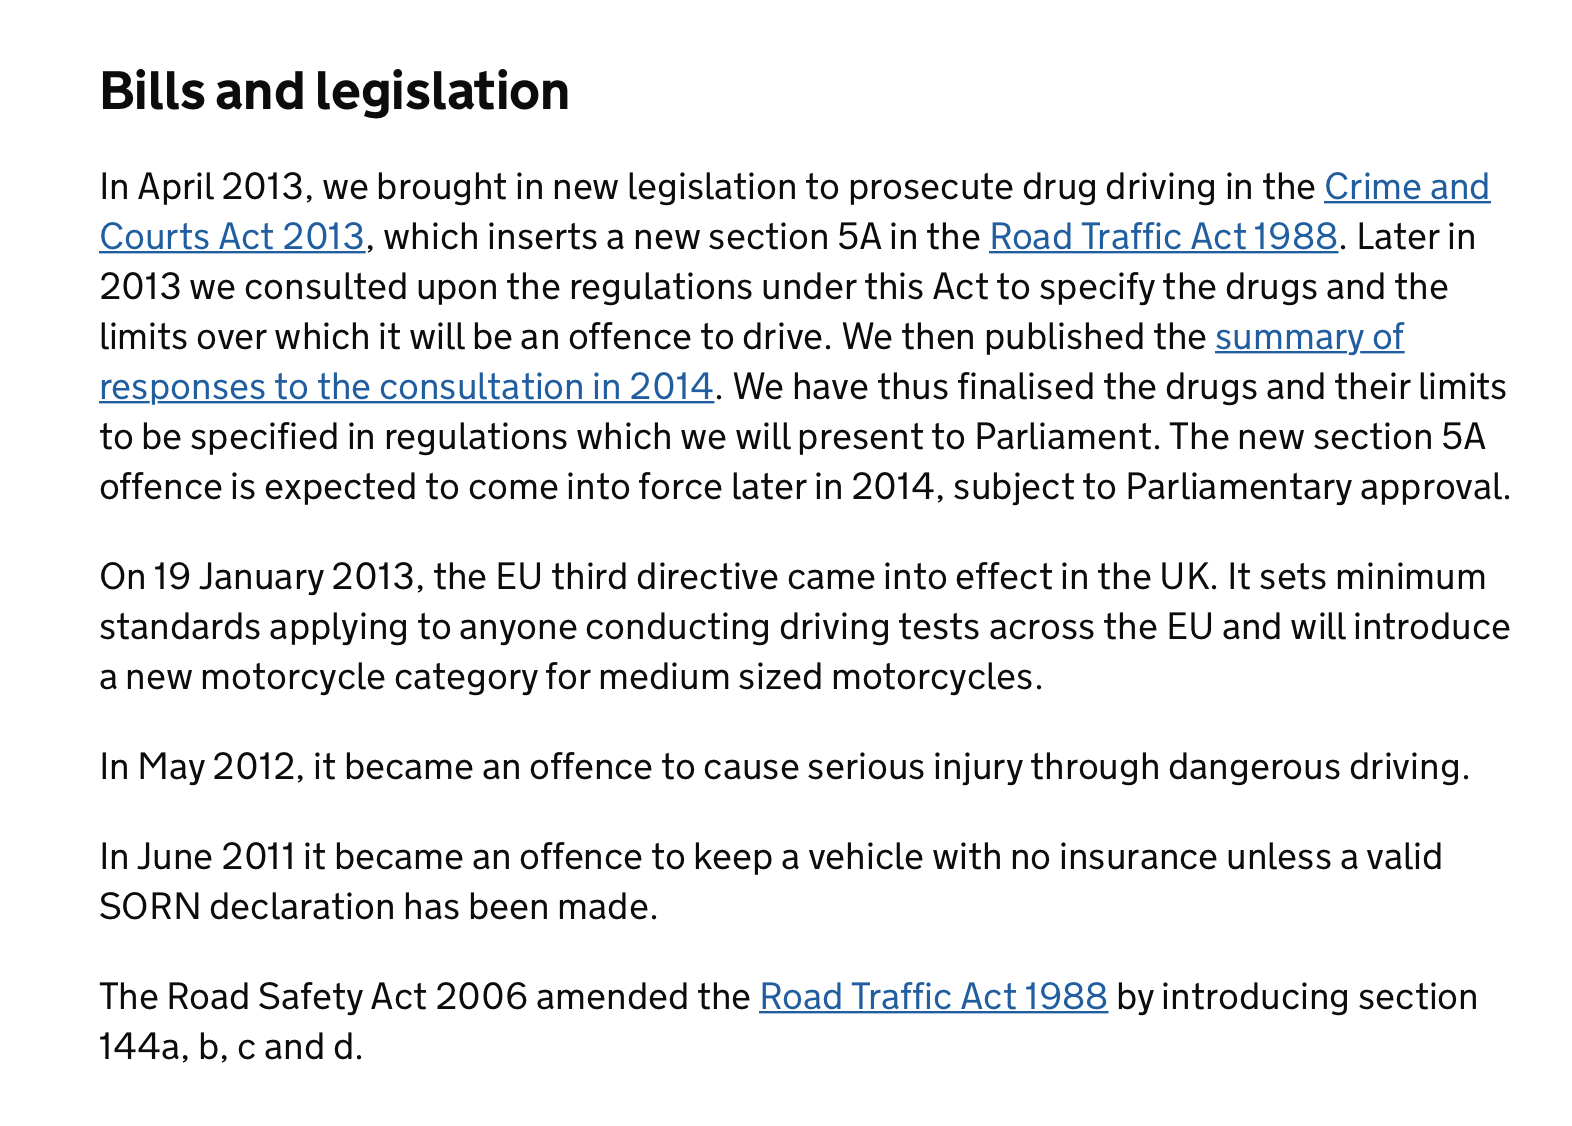 Bills and legislation
In April 2013, we brought in new legislation to prosecute drug driving in the Crime and
Courts Act 2013, which inserts a new section 5A in the Road Traffic Act 1988. Later in
2013 we consulted upon the regulations under this Act to specify the drugs and the
limits over which it will be an offence to drive. We then published the summary of
responses to the consultation in 2014. We have thus finalised the drugs and their limits
to be specified in regulations which we will present to Parliament. The new section 5A
offence is expected to come into force later in 2014, subject to Parliamentary approval.
On 19 January 2013, the EU third directive came into effect in the UK. It sets minimum
standards applying to anyone conducting driving tests across the EU and will introduce
a new motorcycle category for medium sized motorcycles.
In May 2012, it became an offence to cause serious injury through dangerous driving.
In June 2011 it became an offence to keep a vehicle with no insurance unless a valid
SORN declaration has been made.
The Road Safety Act 2006 amended the Road Traffic Act 1988 by introducing section
144a, b, c and d.